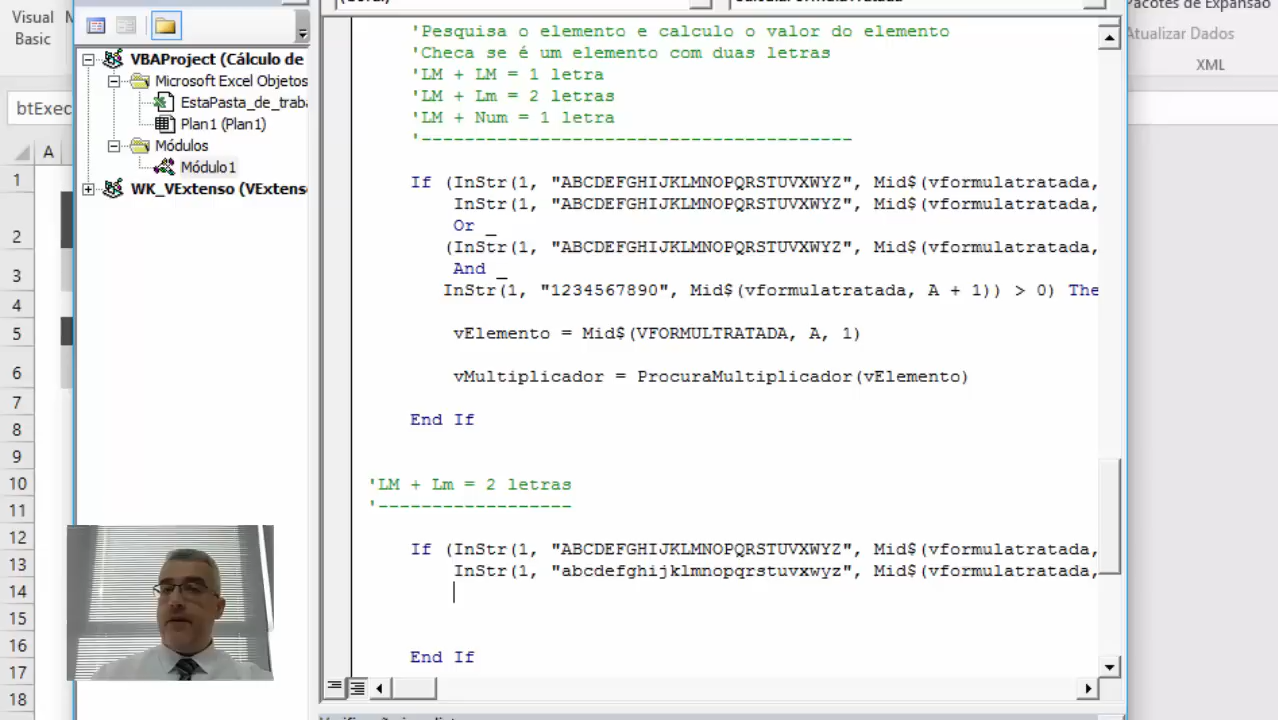 Visual
Basic
Pacotes de Expansão
Atualizar Dados
XML
btExec
A
1
2
3
4
5
6
7
8
9
10
11
12
13
14
15
16
17
18
VBAProject (Cálculo de
Microsoft Excel Objetos
EstaPasta_de_trab
Plan1 (Plan1)
Módulos
Módulo1
WK_VExtenso (VExtens
'Pesquisa o elemento e calculo o valor do elemento
'Checa se é um elemento com duas letras
'LM + LM = 1 letra
'LM + Lm = 2 letras
'LM + Num = 1 letra
'----------------------------------------
If (InStr(1, "ABCDEFGHIJKLMNOPQRSTUVXWYZ", Mid$(vformulatratada,
InStr(1, "ABCDEFGHIJKLMNOPQRSTUVXWYZ", Mid$(vformulatratada,
Or _
(InStr(1, "ABCDEFGHIJKLMNOPQRSTUVXWYZ", Mid$(vformulatratada,
And _
InStr(1, "1234567890", Mid$(vformulatratada, A + 1)) > 0) The
vElemento = Mid$(VFORMULTRATADA, A, 1)
vMultiplicador = ProcuraMultiplicador(vElemento)
End If
'LM + Lm = 2 letras
'------------------
If (InStr(1, "ABCDEFGHIJKLMNOPQRSTUVXWYZ", Mid$(vformulatratada,
InStr(1, "abcdefghijklmnopqrstuvxwyz", Mid$(vformulatratada,
End If